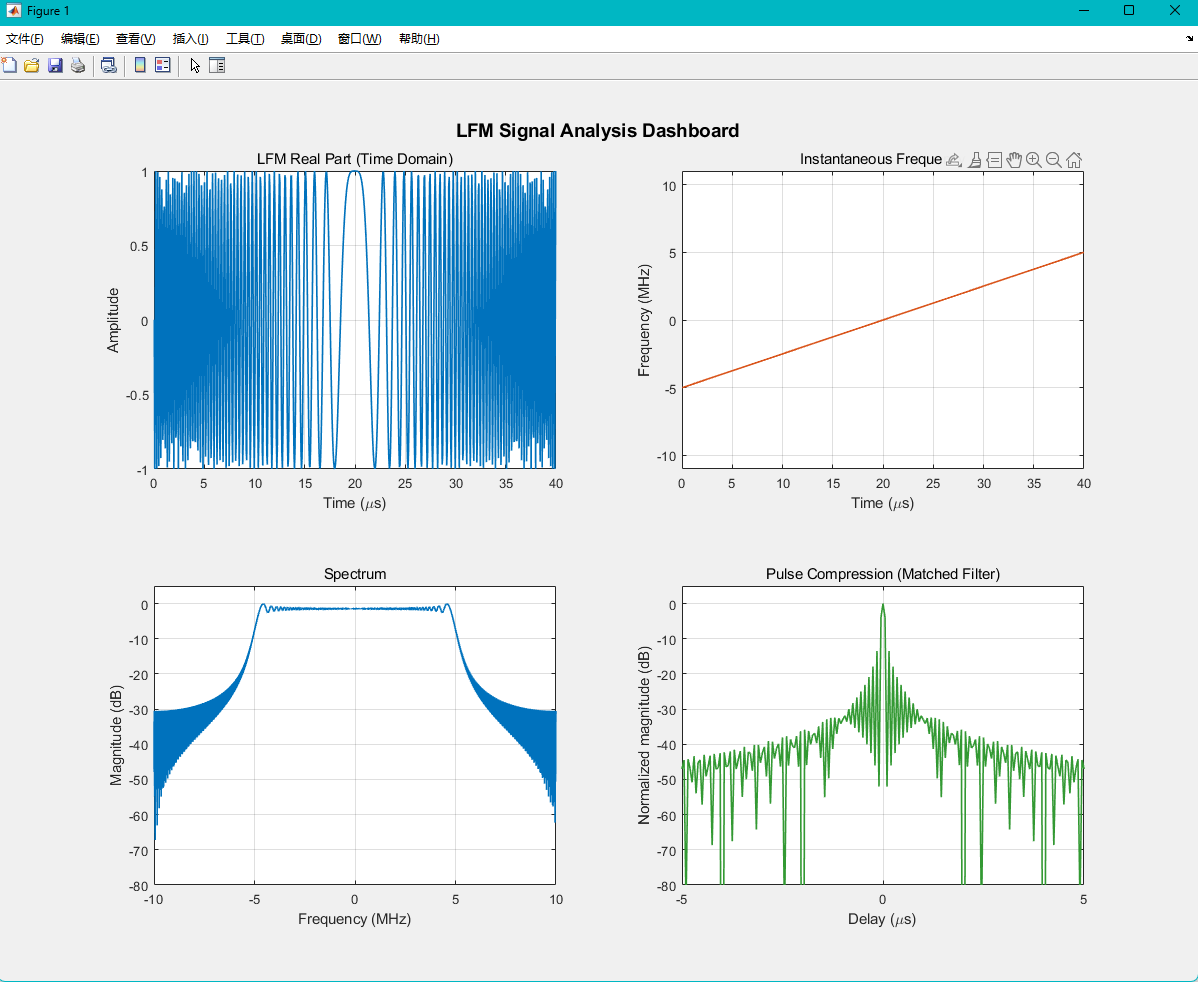 Figure 1
文件(F) 编辑(E) 查看(V) 插入(I) 工具(T) 桌面(D) 窗口(W) 帮助(H)
LFM Signal Analysis Dashboard
LFM Real Part (Time Domain)
1
0.5
0
-0.5
-1
Amplitude
0 5 10 15 20 25 30 35 40
Time (μs)
Instantaneous Freque
10
5
0
-5
-10
Frequency (MHz)
0 5 10 15 20 25 30 35 40
Time (μs)
Spectrum
0
-10
-20
-30
-40
-50
-60
-70
-80
Magnitude (dB)
-10 -5 0 5 10
Frequency (MHz)
Pulse Compression (Matched Filter)
0
-10
-20
-30
-40
-50
-60
-70
-80
Normalized magnitude (dB)
-5 0 5
Delay (μs)